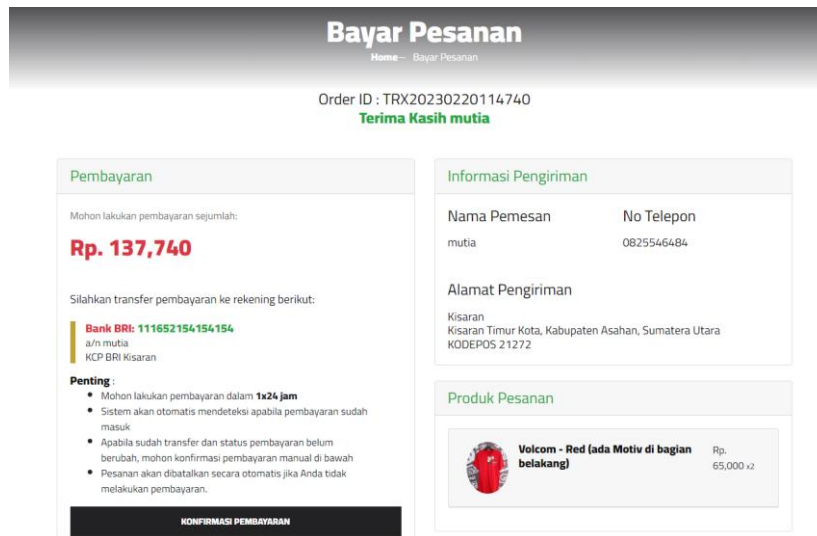 Bayar Pesanan
Home— Bayar Pesanan
Order ID : TRX20230220114740
Terima Kasih mutia
Pembayaran
Mohon lakukan pembayaran sejumlah:
Rp. 137,740
Silahkan transfer pembayaran ke rekening berikut:
Bank BRI: 111652154154154
a/n mutia
KCP BRI Kisaran
Penting :
• Mohon lakukan pembayaran dalam 1x24 jam
• Sistem akan otomatis mendeteksi apabila pembayaran sudah
masuk
• Apabila sudah transfer dan status pembayaran belum
berubah, mohon konfirmasi pembayaran manual di bawah
• Pesanan akan dibatalkan secara otomatis jika Anda tidak
melakukan pembayaran.
KONFIRMASI PEMBAYARAN
Informasi Pengiriman
Nama Pemesan No Telepon
mutia 0825546484
Alamat Pengiriman
Kisaran
Kisaran Timur Kota, Kabupaten Asahan, Sumatera Utara
KODEPOS 21272
Produk Pesanan
Volcom - Red (ada Motiv di bagian Rp.
belakang) 65,000 x2